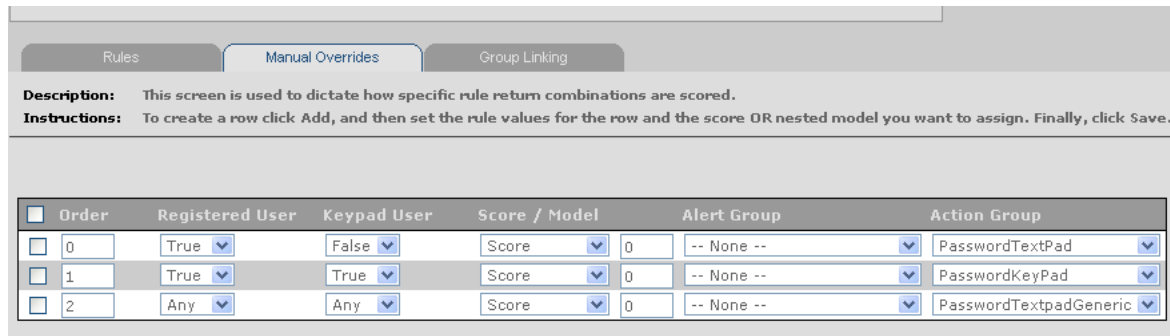 Rules Manual Overrides Group Linking
Description: This screen is used to dictate how specific rule return combinations are scored.
Instructions: To create a row click Add, and then set the rule values for the row and the score OR nested model you want to assign. Finally, click Save.
Order Registered User Keypad User Score / Model Alert Group Action Group
0 True False Score 0 -- None -- PasswordTextPad
1 True True Score 0 -- None -- PasswordKeyPad
2 Any Any Score 0 -- None -- PasswordTextpadGeneric